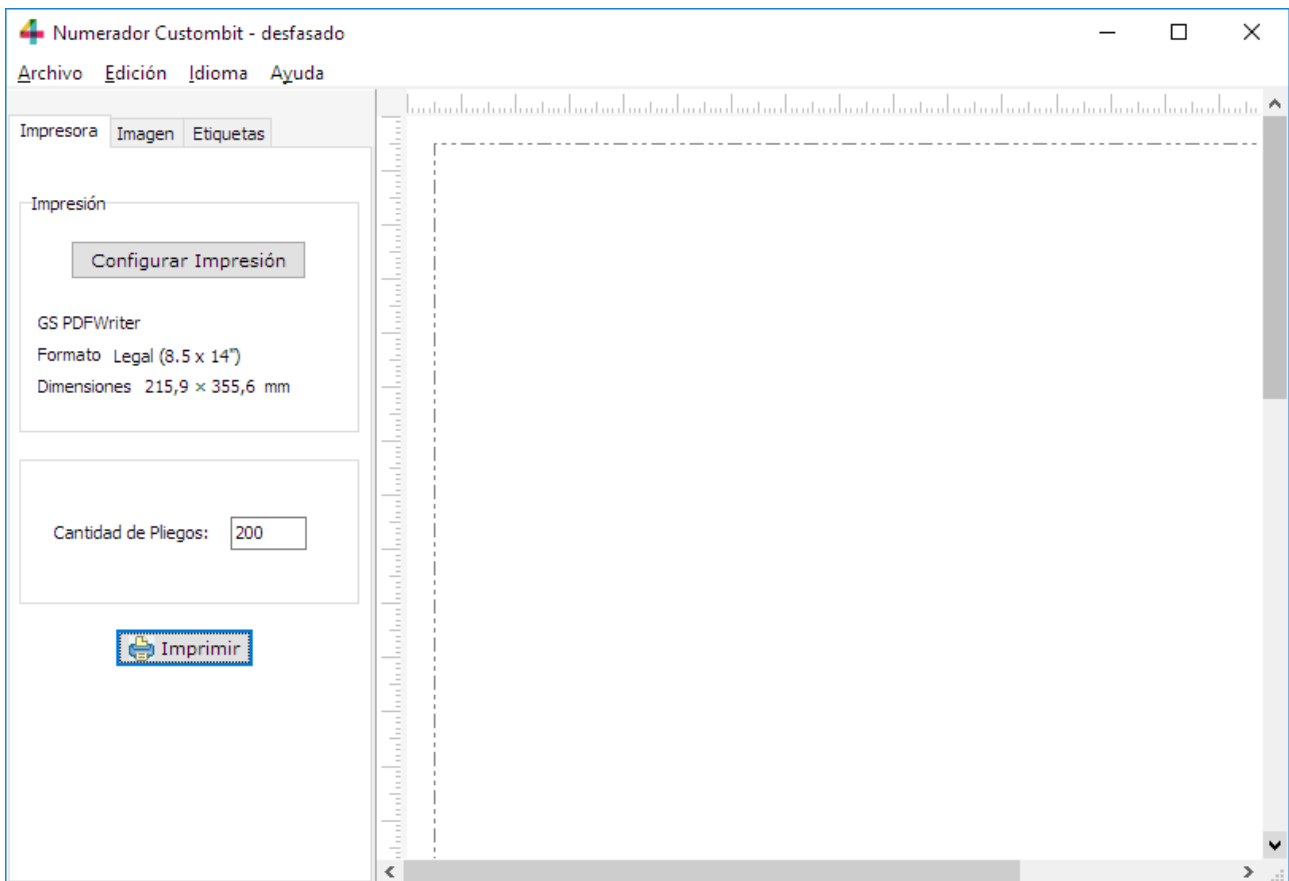 Numerador Custombit - desfasado
Archivo Edición Idioma Ayuda
Impresora Imagen Etiquetas
Impresión
Configurar Impresión
GS PDFWriter
Formato Legal (8.5 x 14")
Dimensiones 215,9 × 355,6 mm
Cantidad de Pliegos: 200
Imprimir